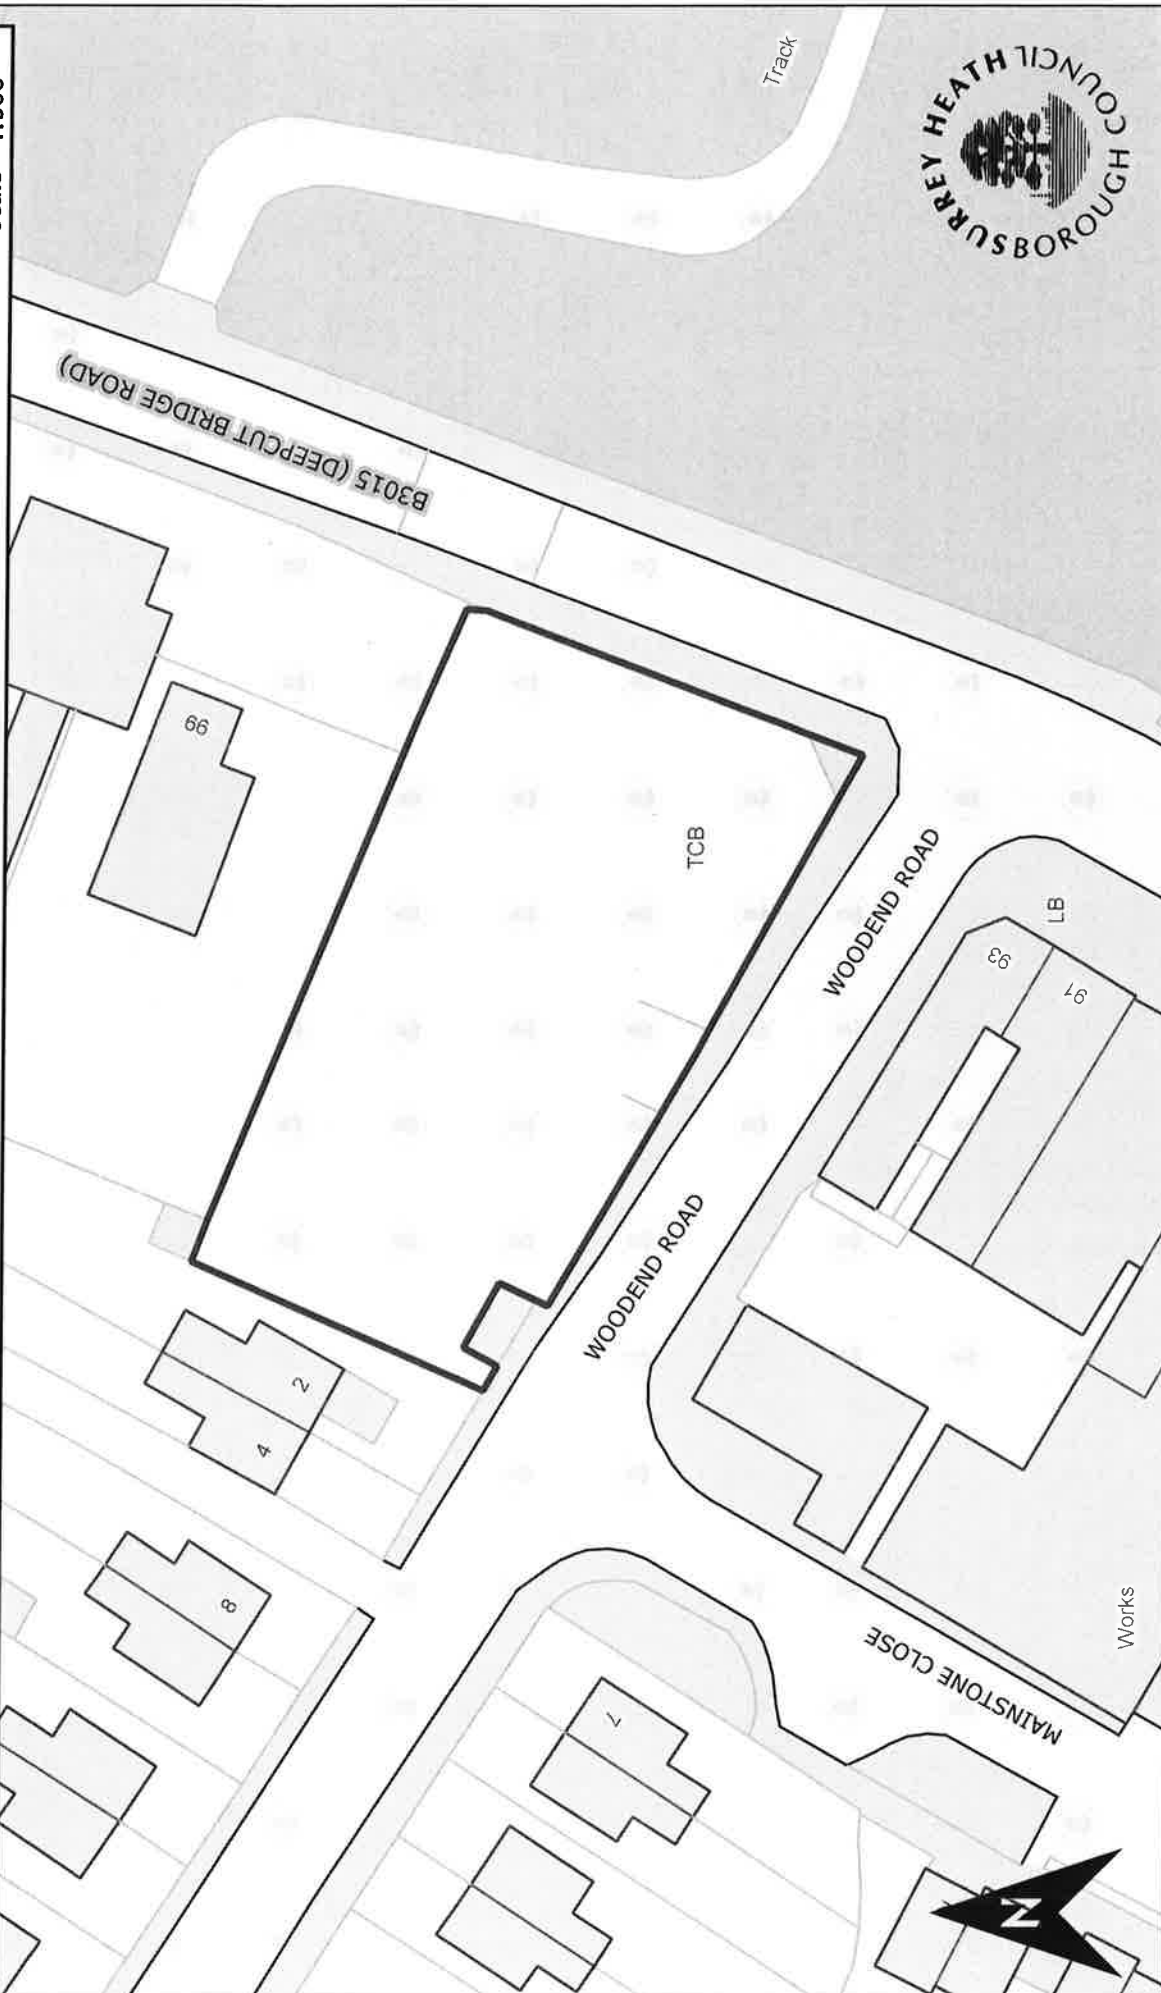 Track
SURREY HEATH
BOROUGH COUNCIL
B3015 (DEEPCUT BRIDGE ROAD)
99
TCB
WOODEND ROAD
LB
93
91
WOODEND ROAD
2
4
8
7
MAINSTONE CLOSE
Works
N